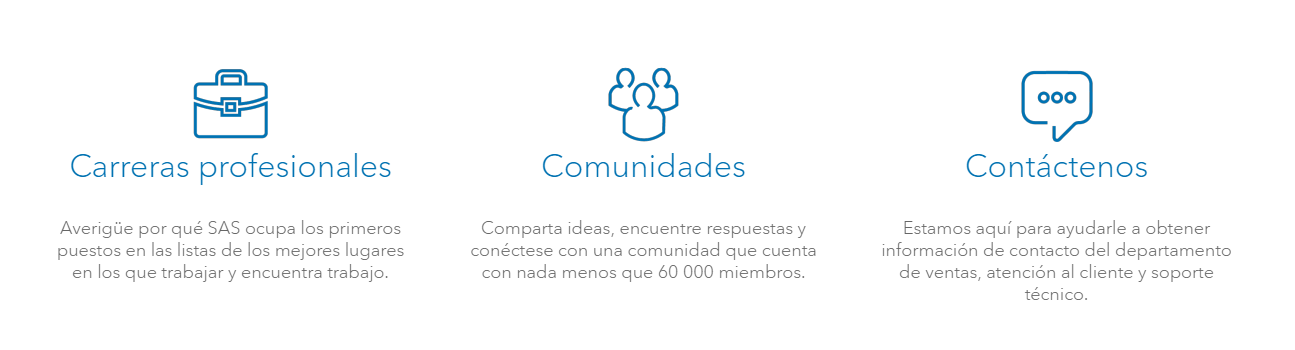 Carreras profesionales
Averigüe por qué SAS ocupa los primeros
puestos en las listas de los mejores lugares
en los que trabajar y encuentra trabajo.
Comunidades
Comparta ideas, encuentre respuestas y
conéctese con una comunidad que cuenta
con nada menos que 60 000 miembros.
Contáctenos
Estamos aquí para ayudarle a obtener
información de contacto del departamento
de ventas, atención al cliente y soporte
técnico.